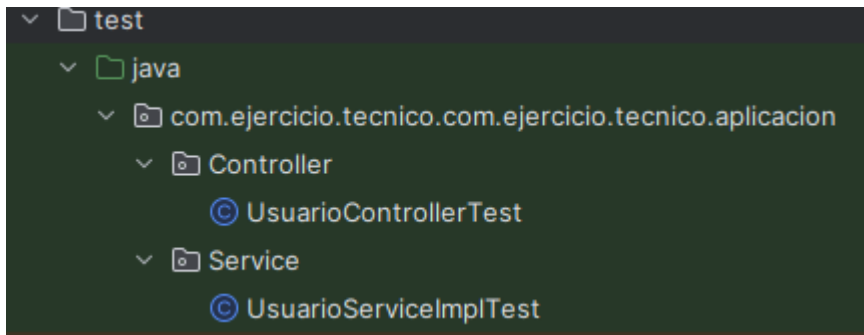 test
java
com.ejercicio.tecnico.com.ejercicio.tecnico.aplicacion
Controller
UsuarioControllerTest
Service
UsuarioServiceImplTest